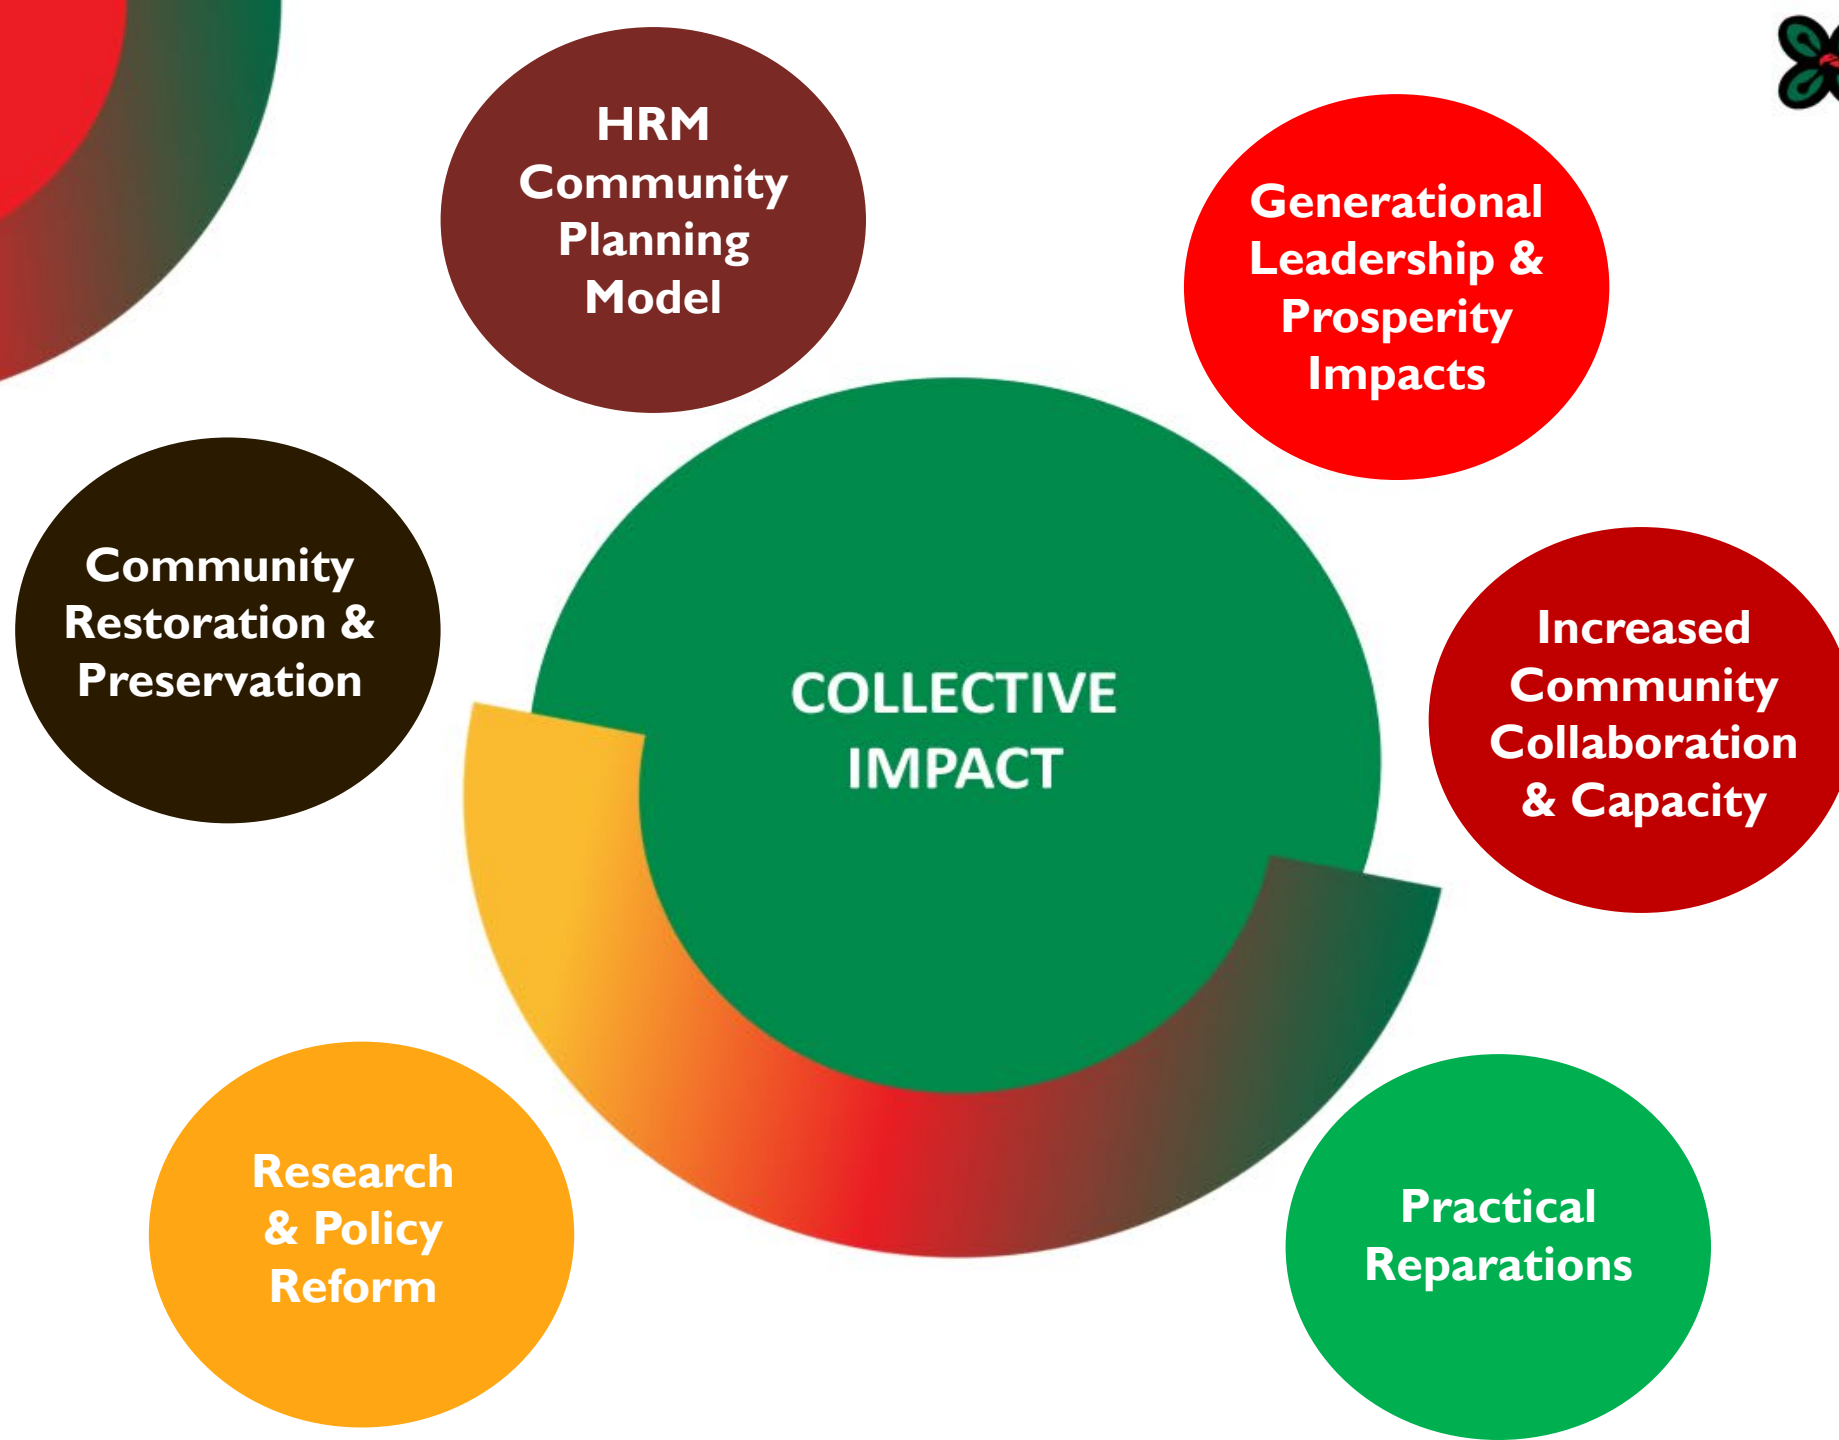 HRM
Community
Planning
Model
Generational
Leadership &
Prosperity
Impacts
Community
Restoration &
Preservation
COLLECTIVE
IMPACT
Increased
Community
Collaboration
& Capacity
Research
& Policy
Reform
Practical
Reparations